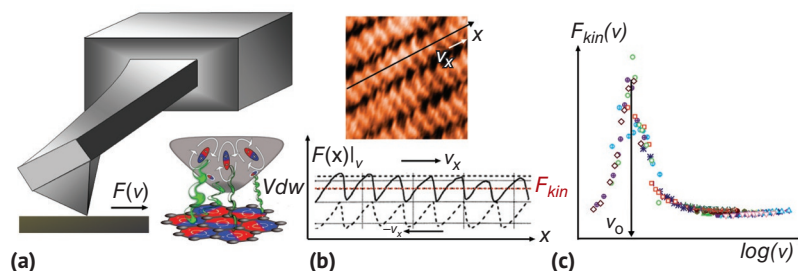 F(v)
Vdw
(a)
x
vx
F(x)|v
vx
Fkin
−vx
x
(b)
Fkin(v)
vo
log(v)
(c)